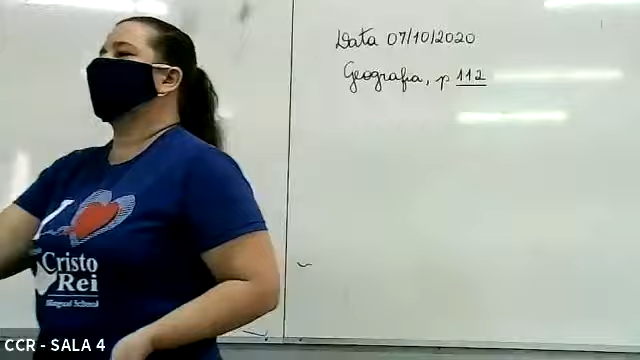 Data 07/10/2020
Geografia, p 112
Cristo
Rei
Bilingual School
CCR - SALA 4